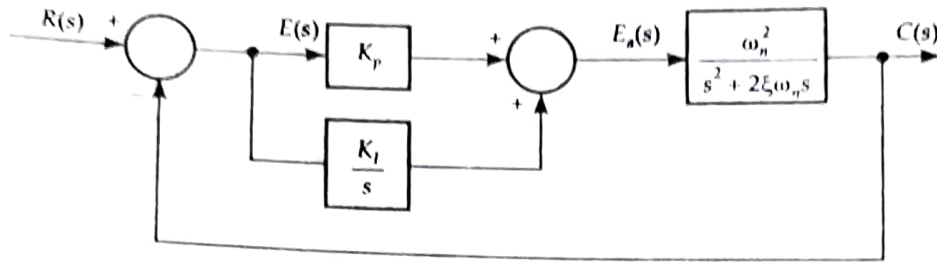 R(s) + E(s) K_p + E_a(s) ω_n^2 C(s)
s^2 + 2ξω_n s
−
+
K_I
s